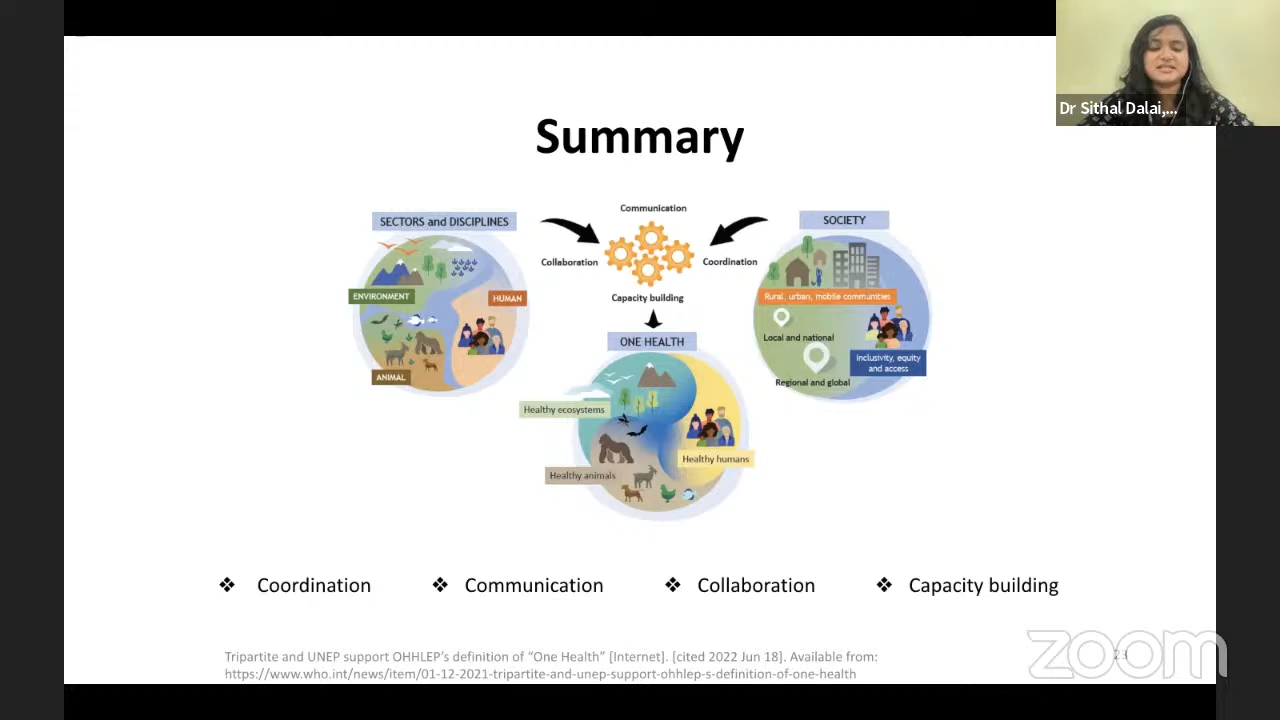 Dr Sithal Dalai,...
Summary
SECTORS and DISCIPLINES
Communication
SOCIETY
Collaboration
Coordination
ENVIRONMENT
HUMAN
Capacity building
Rural, urban, mobile communities
Local and national
ONE HEALTH
Inclusivity, equity
and access
ANIMAL
Regional and global
Healthy ecosystems
Healthy humans
Healthy animals
❖ Coordination ❖ Communication ❖ Collaboration ❖ Capacity building
Tripartite and UNEP support OHHLEP's definition of “One Health” [Internet]. [cited 2022 Jun 18]. Available from:
https://www.who.int/news/item/01-12-2021-tripartite-and-unep-support-ohhlep-s-definition-of-one-health
23
zoom